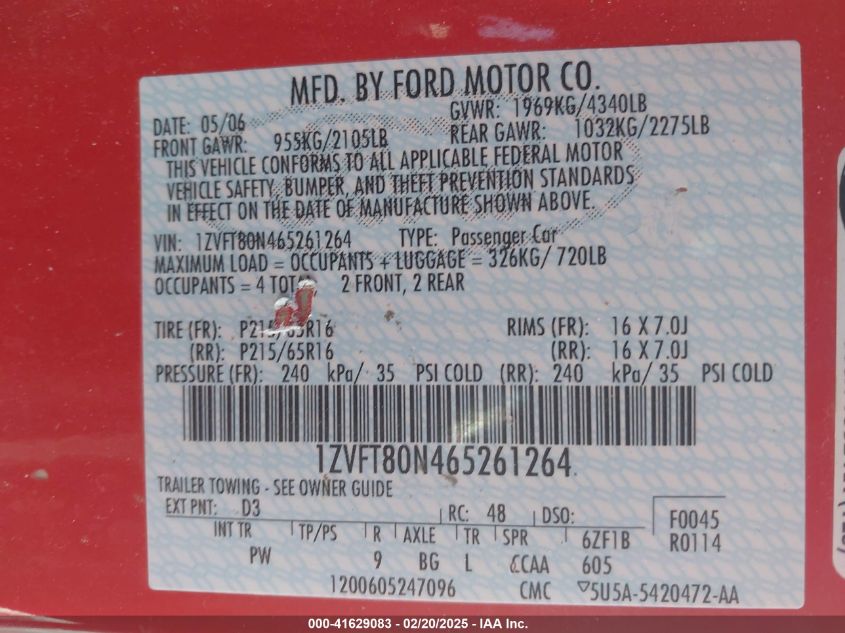 MFD. BY FORD MOTOR CO.
DATE: 05/06 GVWR: 1969KG/4340LB
FRONT GAWR: 955KG/2105LB REAR GAWR: 1032KG/2275LB
THIS VEHICLE CONFORMS TO ALL APPLICABLE FEDERAL MOTOR
VEHICLE SAFETY, BUMPER, AND THEFT PREVENTION STANDARDS
IN EFFECT ON THE DATE OF MANUFACTURE SHOWN ABOVE.
VIN: 1ZVFT80N465261264 TYPE: Passenger Car
MAXIMUM LOAD = OCCUPANTS + LUGGAGE = 326KG/ 720LB
OCCUPANTS = 4 TOTAL 2 FRONT, 2 REAR
TIRE (FR): P215/65R16 RIMS (FR): 16 X 7.0J
(RR): P215/65R16 (RR): 16 X 7.0J
PRESSURE (FR): 240 kPa/ 35 PSI COLD (RR): 240 kPa/ 35 PSI COLD
1ZVFT80N465261264
TRAILER TOWING - SEE OWNER GUIDE
EXT PNT: D3 RC: 48 DSO: F0045
INT TR TP/PS R AXLE TR SPR 6ZF1B R0114
PW 9 BG L CCAA 605
1200605247096 CMC 5U5A-5420472-AA
000-41629083 / 02/20/2025 - IAA Inc.